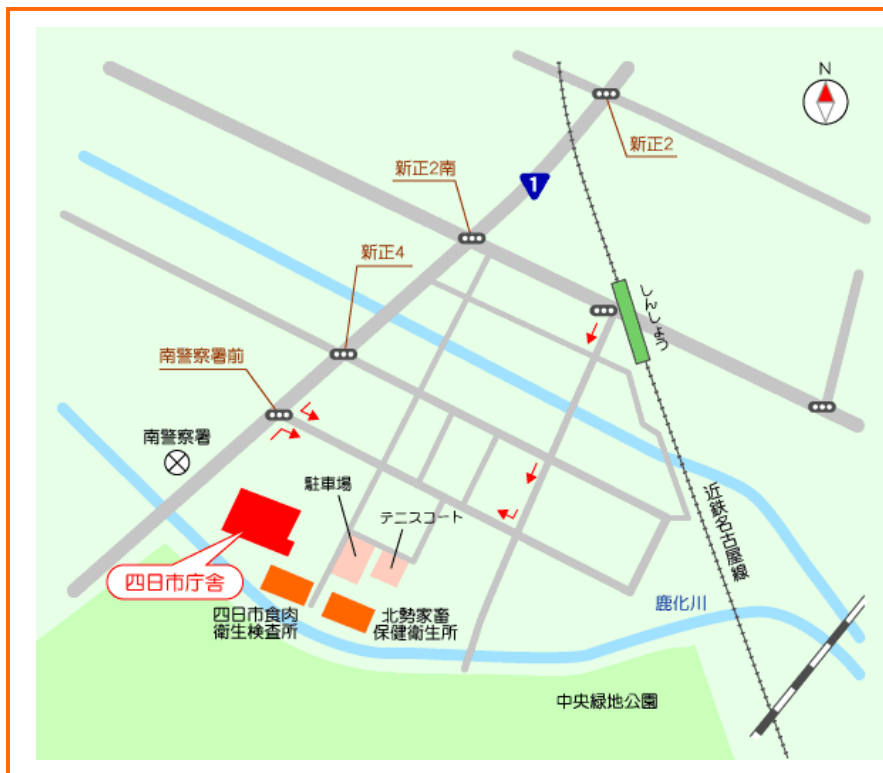 N
新正2
新正2南
1
新正4
しんしょう
南警察署前
南警察署
駐車場
テニスコート
近鉄名古屋線
四日市庁舎
鹿化川
四日市食肉
衛生検査所
北勢家畜
保健衛生所
中央緑地公園